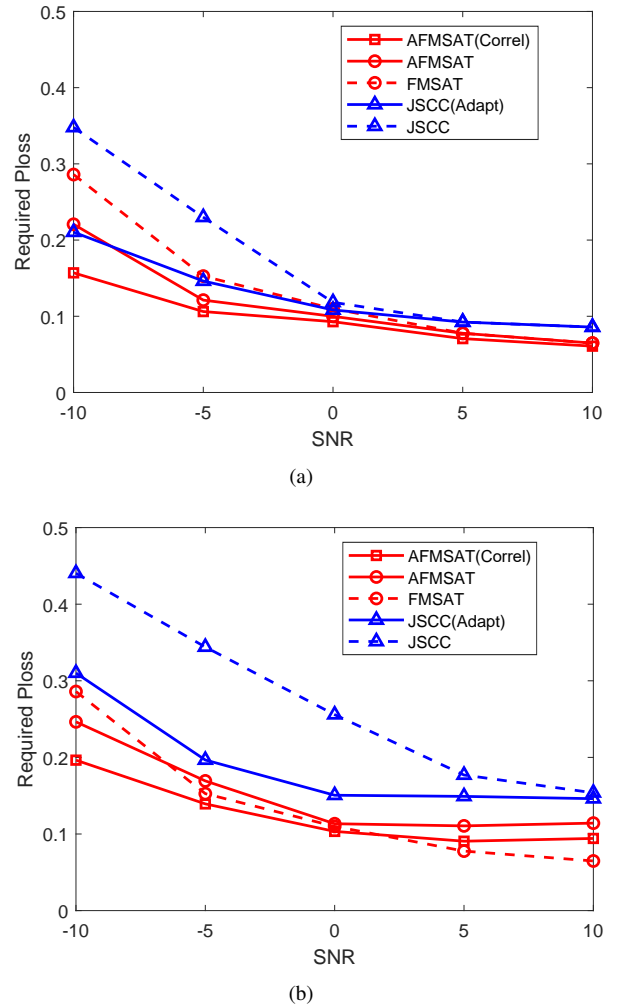 0.5
0.4
0.3
0.2
0.1
0
Required Ploss
AFMSAT(Correl)
AFMSAT
FMSAT
JSCC(Adapt)
JSCC
-10 -5 0 5 10
SNR
(a)
0.5
0.4
0.3
0.2
0.1
0
Required Ploss
AFMSAT(Correl)
AFMSAT
FMSAT
JSCC(Adapt)
JSCC
-10 -5 0 5 10
SNR
(b)